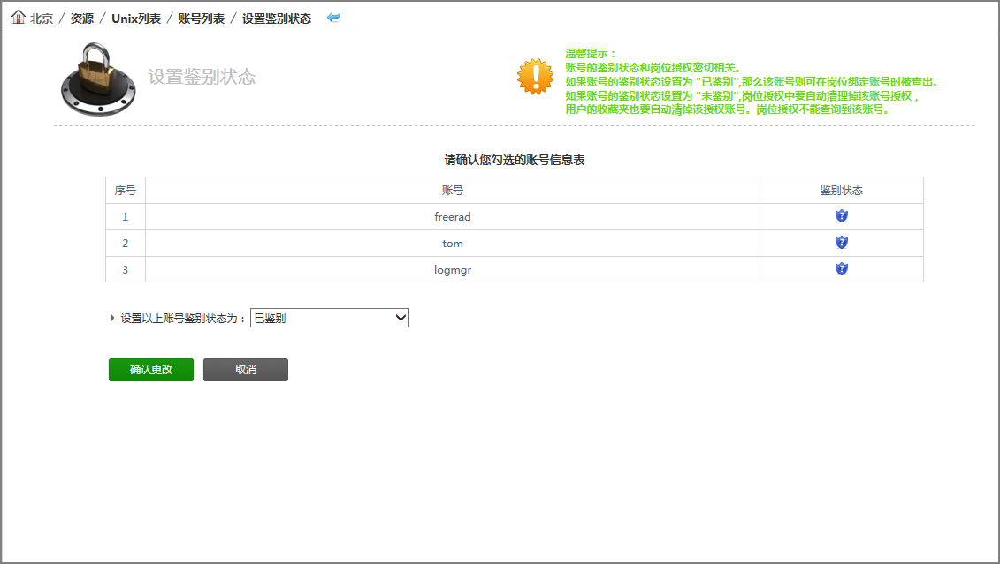 北京 / 资源 / Unix列表 / 账号列表 / 设置鉴别状态
设置鉴别状态
温馨提示：
账号的鉴别状态和岗位授权密切相关。
如果账号的鉴别状态设置为 "已鉴别",那么该账号则可在岗位绑定账号时被查出。
如果账号的鉴别状态设置为 "未鉴别",岗位授权中要自动清理掉该账号授权，
用户的收藏夹也要自动清掉该授权账号。岗位授权不能查询到该账号。
请确认您勾选的账号信息表
序号 账号 鉴别状态
1 freerad ?
2 tom ?
3 logmgr ?
设置以上账号鉴别状态为： 已鉴别
确认更改 取消